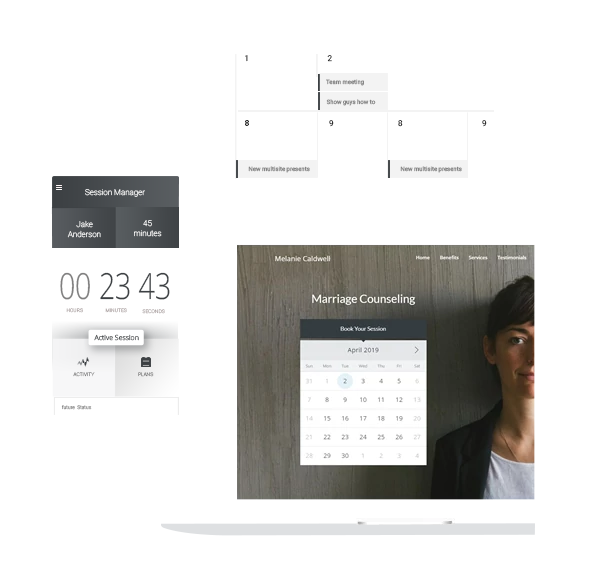 1 2
Team meeting
Show guys how to
8 9 8 9
New multisite presente New multisite presente
Session Manager
Jake
Anderson
45
minutes
00 23 43
HOURS MINUTES SECONDS
Active Session
ACTIVITY PLANS
future Status
Melanie Caldwell Home Benefits Services Testimonials
Marriage Counseling
Book Your Session
April 2019
Sun Mon Tue Wed Thu Fri Sat
31 1 2 3 4 5 6
7 8 9 10 11 12 13
14 15 16 17 18 19 20
21 22 23 24 25 26 27
28 29 30 1 2 3 4